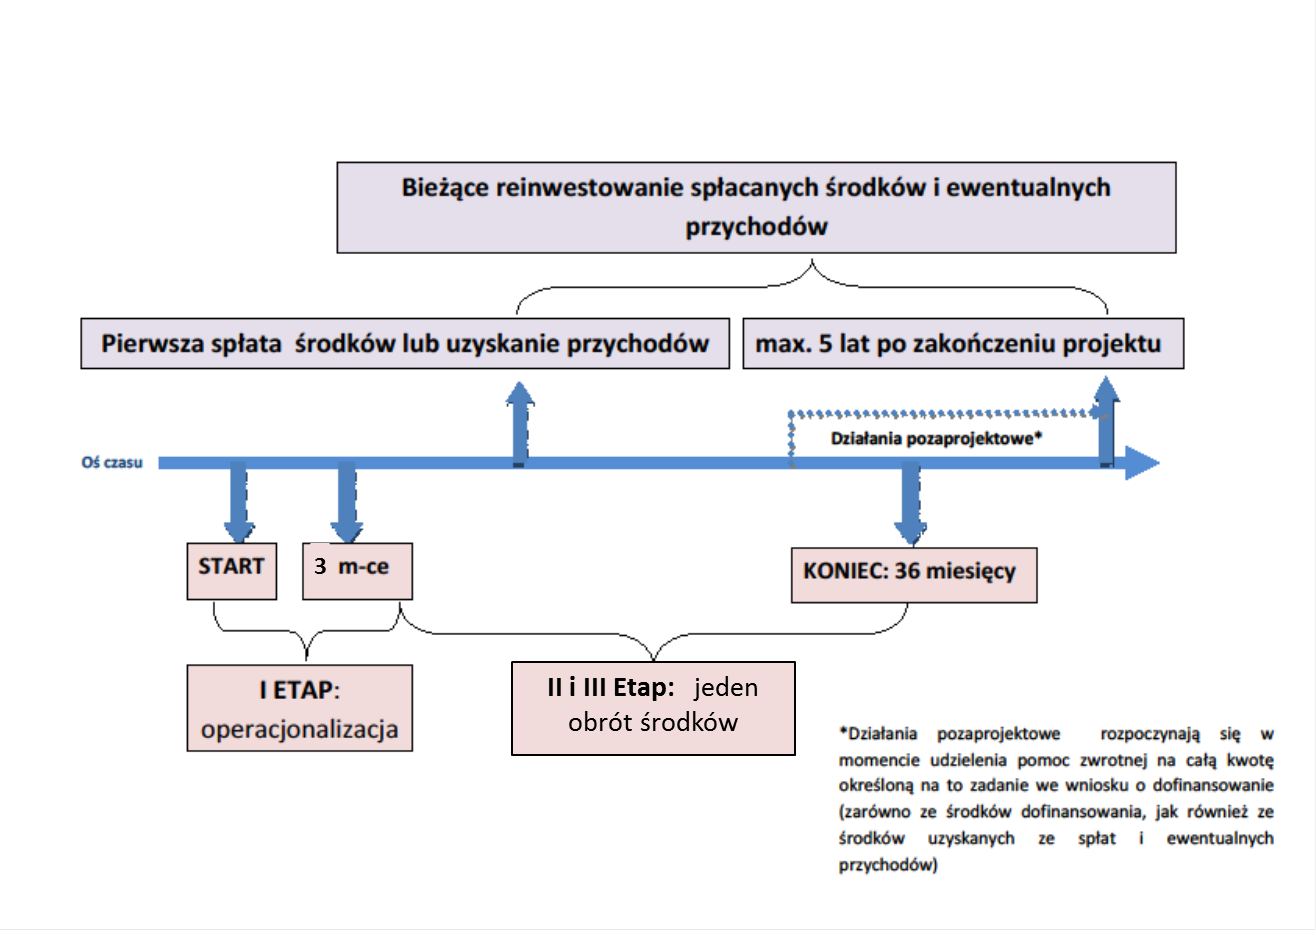 Bieżące reinwestowanie spłacanych środków i ewentualnych
przychodów
Pierwsza spłata środków lub uzyskanie przychodów
max. 5 lat po zakończeniu projektu
Działania pozaprojektowe*
Oś czasu
START
3 m-ce
KONIEC: 36 miesięcy
I ETAP:
operacjonalizacja
II i III Etap: jeden
obrót środków
*Działania pozaprojektowe rozpoczynają się w
momencie udzielenia pomoc zwrotnej na całą kwotę
określoną na to zadanie we wniosku o dofinansowanie
(zarówno ze środków dofinansowania, jak również ze
środków uzyskanych ze spłat i ewentualnych
przychodów)